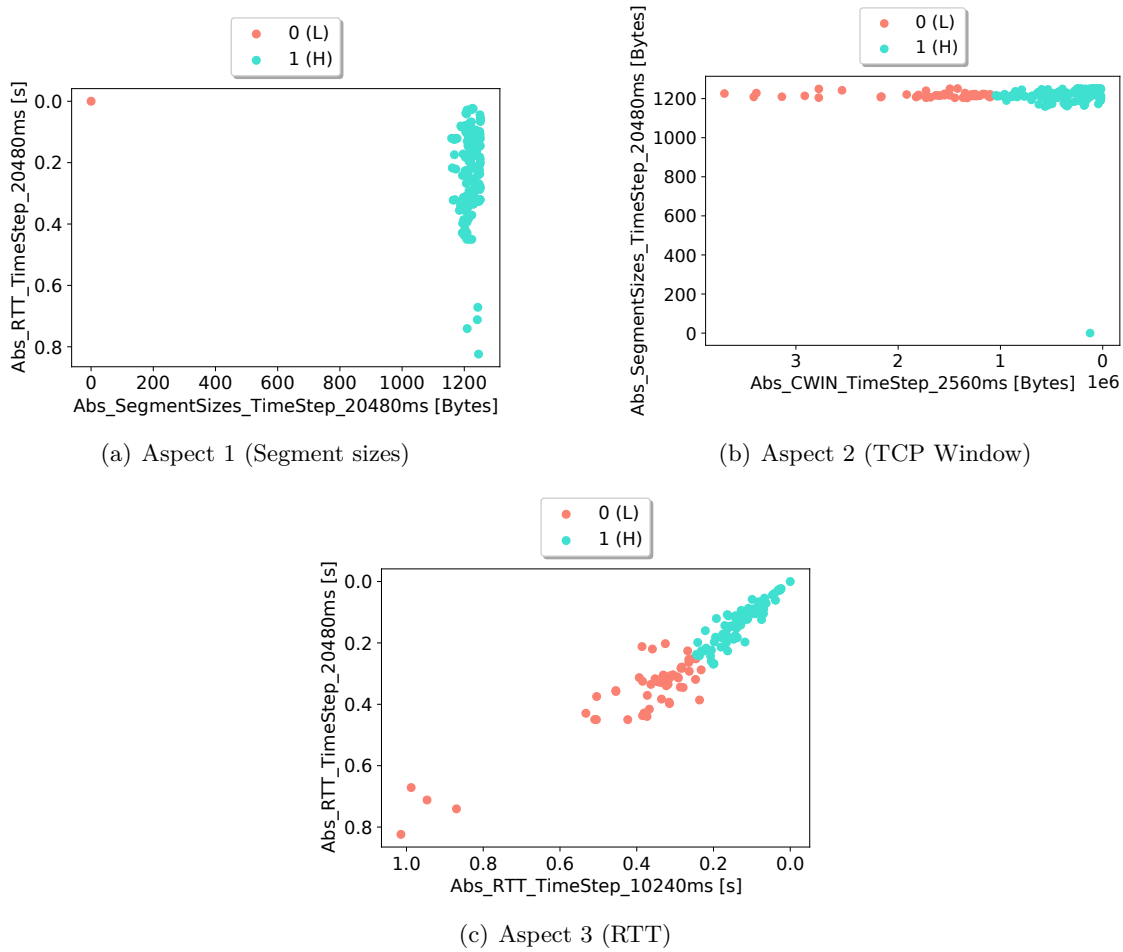 0 (L)
1 (H)
Abs_RTT_TimeStep_20480ms [s]
0.0
0.2
0.4
0.6
0.8
0 200 400 600 800 1000 1200
Abs_SegmentSizes_TimeStep_20480ms [Bytes]
(a) Aspect 1 (Segment sizes)
0 (L)
1 (H)
Abs_SegmentSizes_TimeStep_20480ms [Bytes]
1200
1000
800
600
400
200
0
3 2 1 0
Abs_CWIN_TimeStep_2560ms [Bytes] 1e6
(b) Aspect 2 (TCP Window)
0 (L)
1 (H)
Abs_RTT_TimeStep_20480ms [s]
0.0
0.2
0.4
0.6
0.8
1.0 0.8 0.6 0.4 0.2 0.0
Abs_RTT_TimeStep_10240ms [s]
(c) Aspect 3 (RTT)